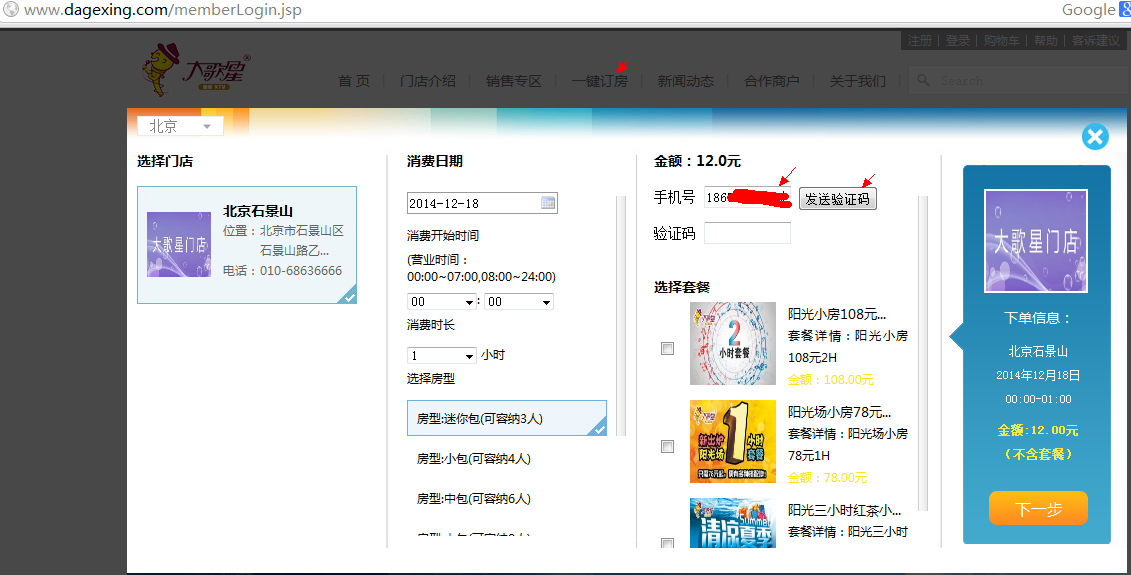 www.dagexing.com/memberLogin.jsp
Google
注册 | 登录 | 购物车 | 帮助 | 客诉建议
大歌星®
首 页
门店介绍
销售专区
一键订房
新闻动态
合作商户
关于我们
Search
北京
选择门店
大歌星门店
北京石景山
位置：北京市石景山区
石景山路乙...
电话：010-68636666
消费日期
2014-12-18
消费开始时间
(营业时间：
00:00~07:00,08:00~24:00)
00 : 00
消费时长
1 小时
选择房型
房型:迷你包(可容纳3人)
房型:小包(可容纳4人)
房型:中包(可容纳6人)
金额：12.0元
手机号 186
发送验证码
验证码
选择套餐
2
小时套餐
阳光小房108元...
套餐详情：阳光小房
108元2H
金额：108.00元
新出炉
阳光场
1
小时
套餐
阳光场小房78元...
套餐详情：阳光场小房
78元1H
金额：78.00元
Summer
清凉夏季
阳光三小时红茶小...
套餐详情：阳光三小时
大歌星门店
下单信息：
北京石景山
2014年12月18日
00:00-01:00
金额:12.00元
（不含套餐）
下一步